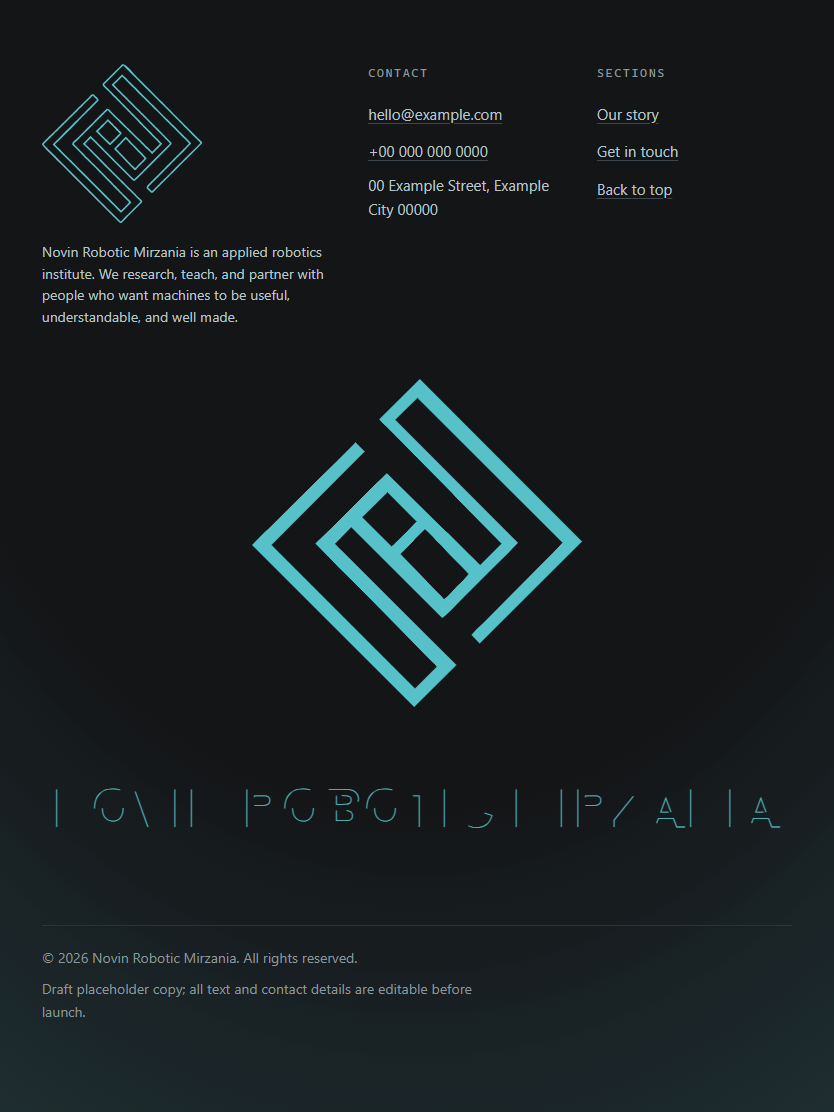 CONTACT
SECTIONS
hello@example.com
Our story
+00 000 000 0000
Get in touch
00 Example Street, Example
City 00000
Back to top
Novin Robotic Mirzania is an applied robotics
institute. We research, teach, and partner with
people who want machines to be useful,
understandable, and well made.
© 2026 Novin Robotic Mirzania. All rights reserved.
Draft placeholder copy; all text and contact details are editable before
launch.